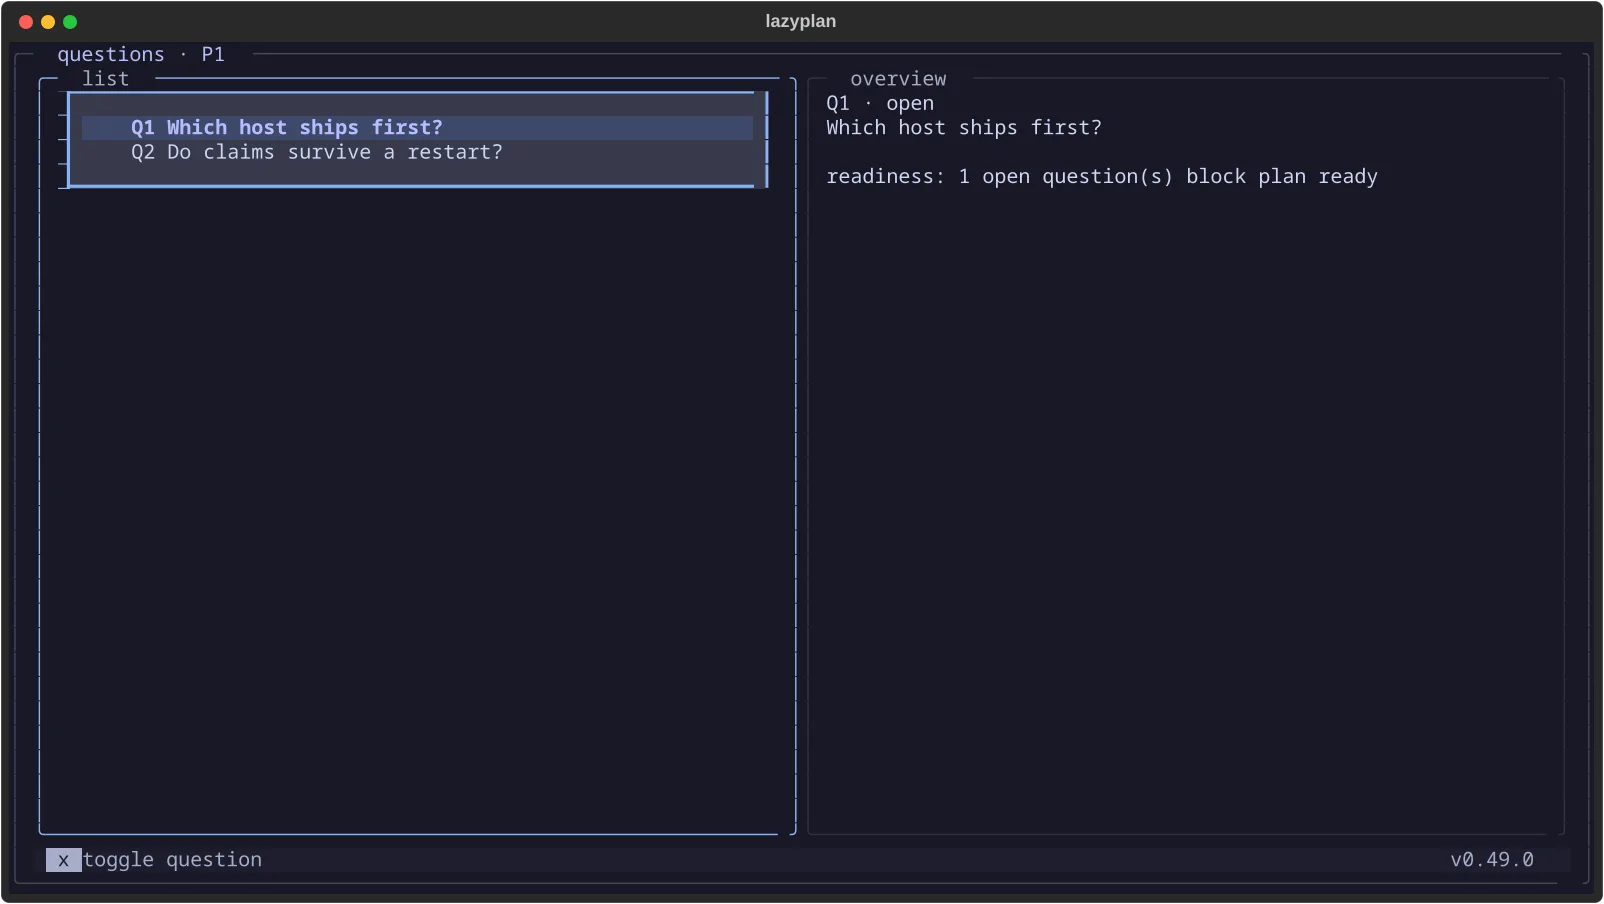 lazyplan
questions · P1
list
Q1 Which host ships first?
Q2 Do claims survive a restart?
overview
Q1 · open
Which host ships first?
readiness: 1 open question(s) block plan ready
x toggle question
v0.49.0